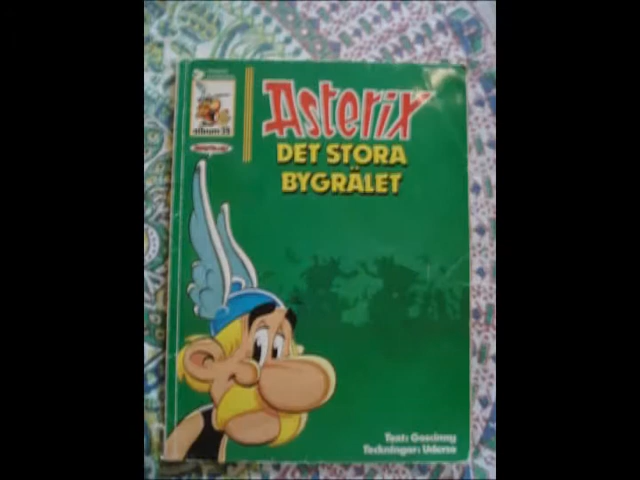 Asterix
DET STORA
BYGRÄLET
Text: Goscinny
Teckningar: Uderzo